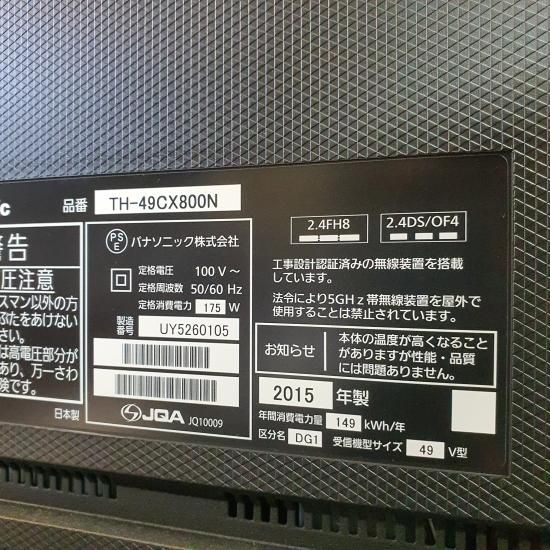 c 品番 TH-49CX800N
警告
圧注意
スマン以外の方
ぶたをあけない
さい。
は高電圧部分が
あり、万一さわ
険です。
日本製
PSE パナソニック株式会社
定格電圧 100 V ～
定格周波数 50/60 Hz
定格消費電力 175 W
製造番号 UY5260105
JQA JQ10009
2.4FH8 2.4DS/OF4
工事設計認証済みの無線装置を搭載
しています。
法令により5GHz帯無線装置を屋外で
使用することは禁止されています。
お知らせ
本体の温度が高くなること
がありますが性能・品質
には問題ありません。
2015 年製
年間消費電力量 149 kWh/年
区分名 DG1 受信機型サイズ 49 V型